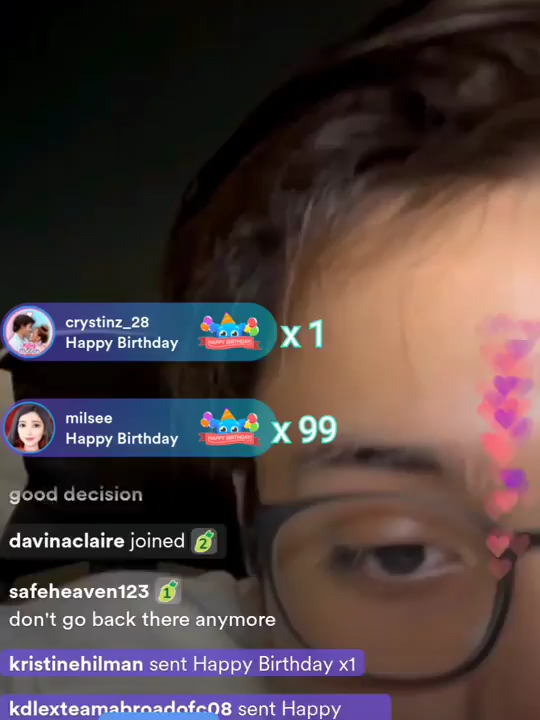 crystinz_28
Happy Birthday
HAPPY BIRTHDAY
x 1
milsee
Happy Birthday
HAPPY BIRTHDAY
x 99
good decision
davinaclaire joined 2
safeheaven123 1
don't go back there anymore
kristinehilman sent Happy Birthday x1
kdlexteamabroadofc08 sent Happy